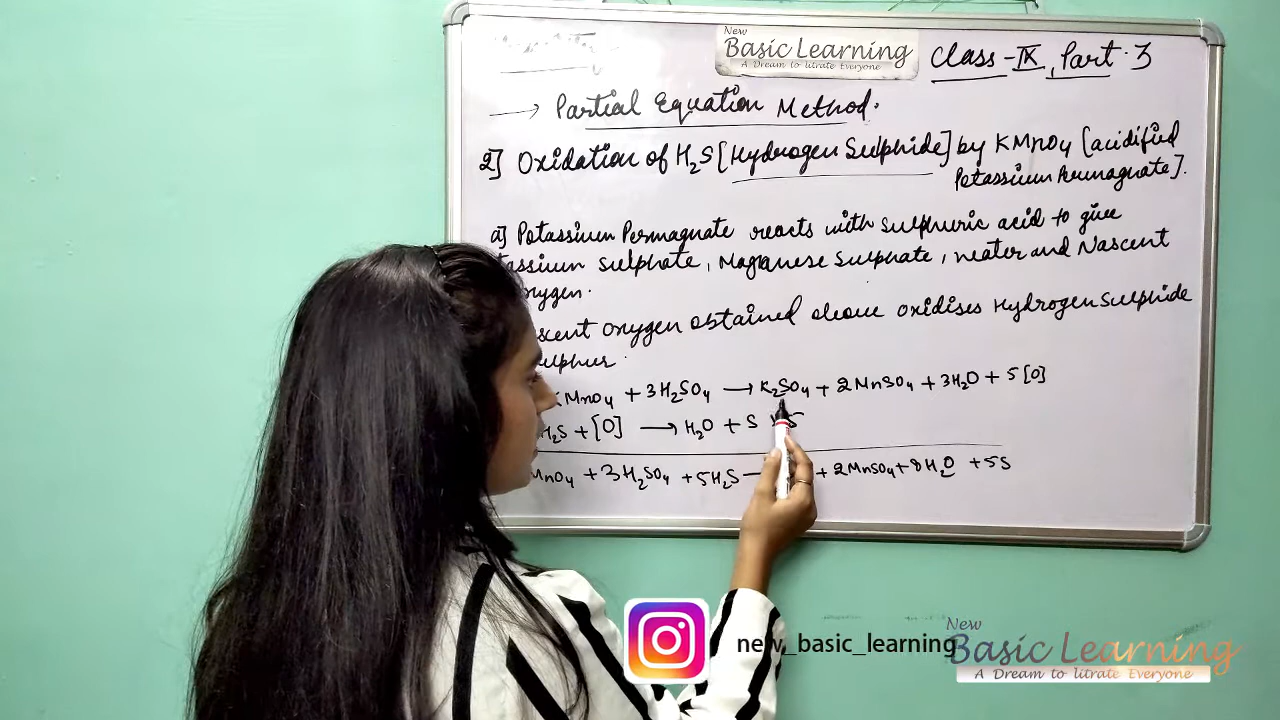 New
Basic Learning
A Dream to litrate Everyone
Class-IX, Part-3
→ Partial Equation Method.
2] Oxidation of H₂S [Hydrogen Sulphide] by KMnO₄ [acidified
Potassium Permagnate].
a] Potassium Permagnate reacts with sulphuric acid to give
tassium sulphate, Magnanese Sulphate, water and Nascent
oxygen.
scent oxygen obtained above oxidises Hydrogen Sulphide
sulphur.
KMnO₄ + 3H₂SO₄ → K₂SO₄ + 2MnSO₄ + 3H₂O + 5[O]
H₂S + [O] → H₂O + S
MnO₄ + 3H₂SO₄ + 5H₂S + 2MnSO₄ + 8H₂O + 5S
new_basic_learning
New
Basic Learning
A Dream to litrate Everyone